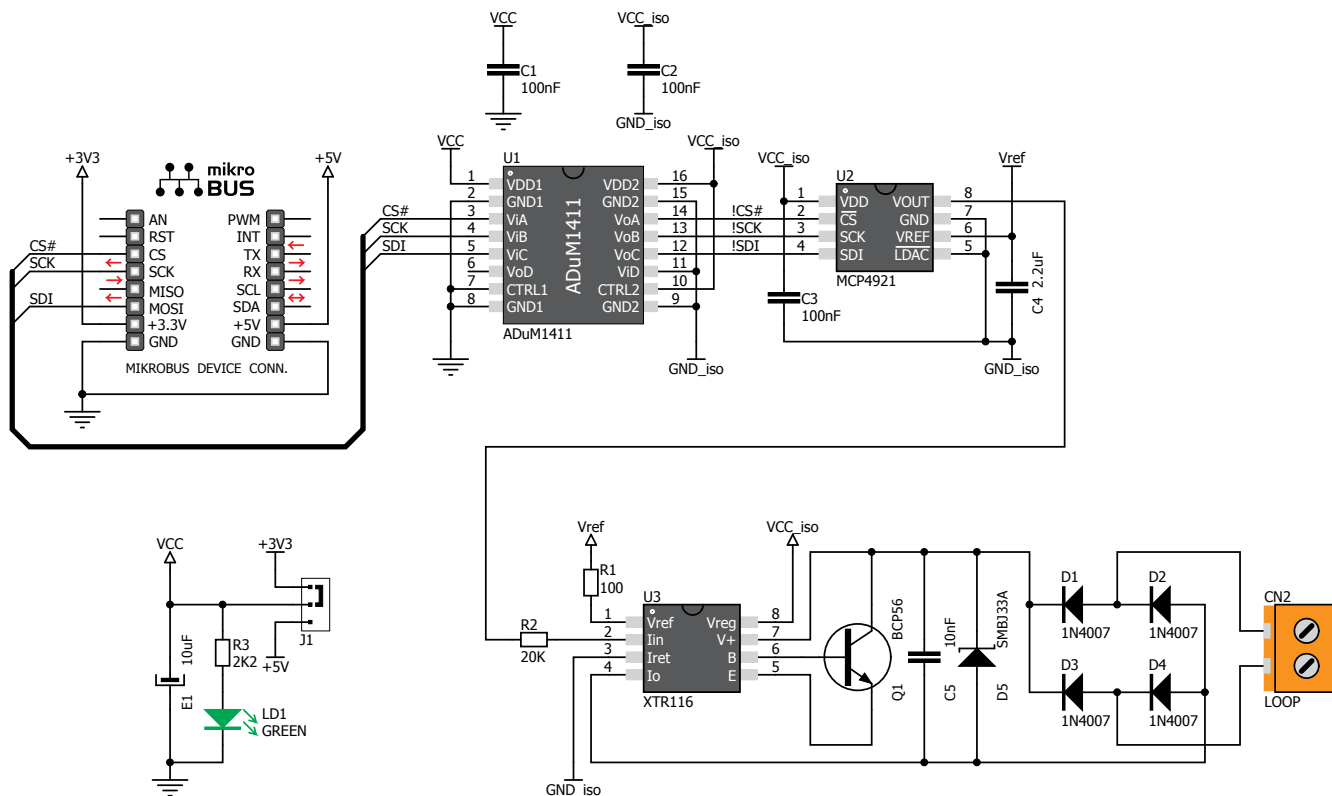 VCC
VCC_iso
C1
100nF
C2
100nF
GND_iso
+3V3
mikro
BUS
+5V
AN
RST
CS
SCK
MISO
MOSI
+3.3V
GND
PWM
INT
TX
RX
SCL
SDA
+5V
GND
CS#
SCK
SDI
MIKROBUS DEVICE CONN.
CS#
SCK
SDI
VCC
U1
1
2
3
4
5
6
7
8
VDD1
GND1
ViA
ViB
ViC
VoD
CTRL1
GND1
ADuM1411
VDD2
GND2
VoA
VoB
VoC
ViD
CTRL2
GND2
16
15
14
13
12
11
10
9
ADuM1411
VCC_iso
GND_iso
!CS#
!SCK
!SDI
VCC_iso
U2
1
2
3
4
VDD
CS
SCK
SDI
VOUT
GND
VREF
LDAC
8
7
6
5
MCP4921
C3
100nF
Vref
C4 2.2uF
GND_iso
VCC
+3V3
J1
+5V
R3
2K2
10uF
E1
LD1
GREEN
Vref
R1
100
R2
20K
U3
1
2
3
4
Vref
Iin
Iret
Io
Vreg
V+
B
E
8
7
6
5
XTR116
VCC_iso
GND_iso
BCP56
Q1
10nF
C5
SMBJ33A
D5
D1
1N4007
D2
1N4007
D3
1N4007
D4
1N4007
CN2
LOOP